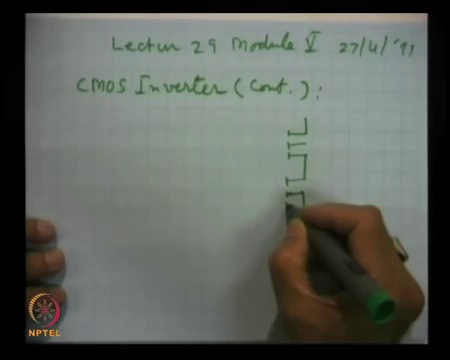 Lectur 29 Module V 27/4/'11
CMOS Inverter (Cont.):
NPTEL